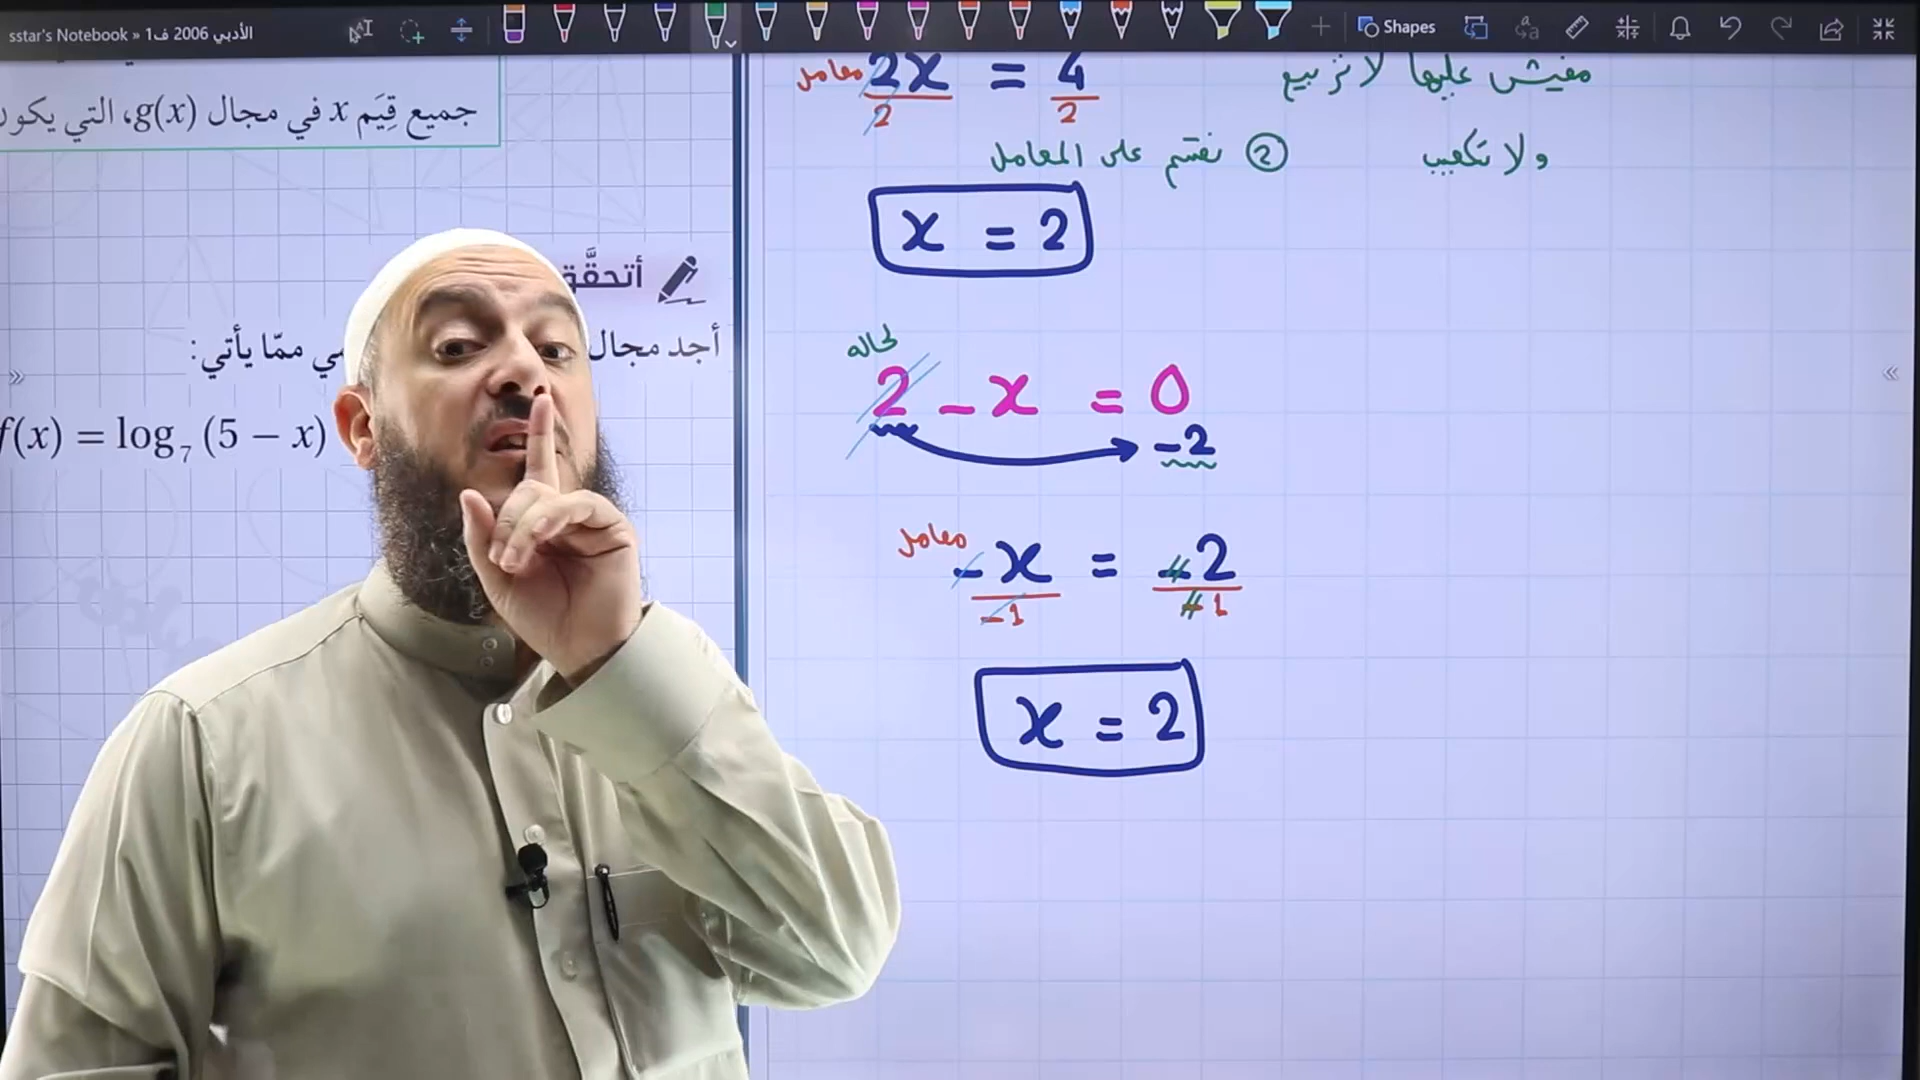 sstar's Notebook » الأدبي 2006 ف1
Shapes
جميع قِيَم x في مجال g(x)، التي يكون
أتحقَّق
أجد مجال
مي ممّا يأتي:
f(x) = log₇ (5 − x)
معامل 2x = 4
2 2
مفيش عليها لا تربيع
ولا تكعيب
② نقسم على المعامل
x = 2
لحاله
2 - x = 0
-2
معامل
-x = -2
-1 -1
x = 2